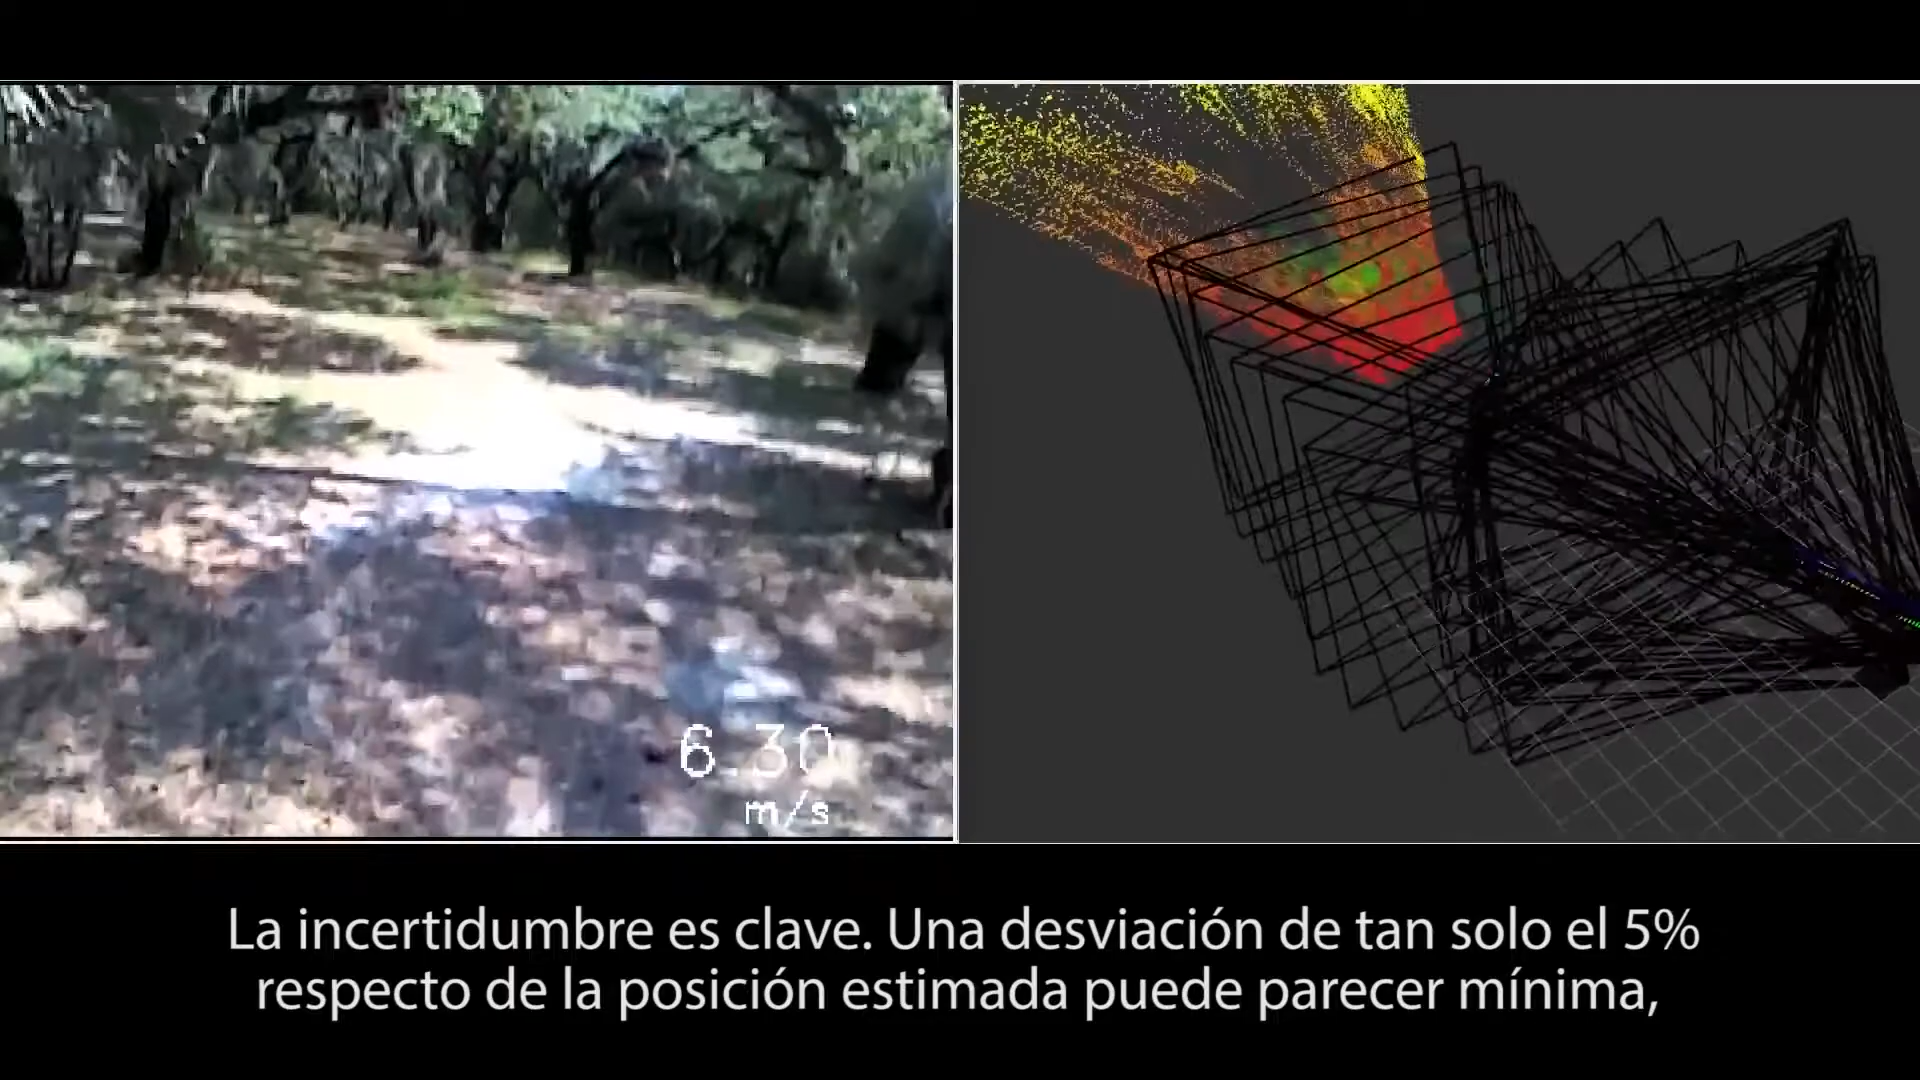 6.30
m/s
La incertidumbre es clave. Una desviación de tan solo el 5%
respecto de la posición estimada puede parecer mínima,